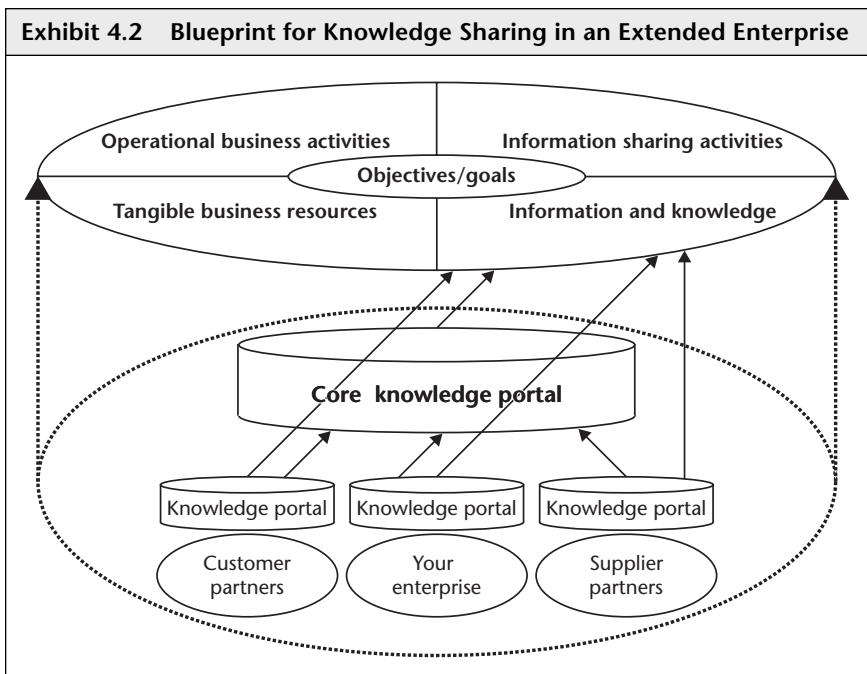 Exhibit 4.2 Blueprint for Knowledge Sharing in an Extended Enterprise
Operational business activities
Information sharing activities
Objectives/goals
Tangible business resources
Information and knowledge
Core knowledge portal
Knowledge portal
Knowledge portal
Knowledge portal
Customer
partners
Your
enterprise
Supplier
partners